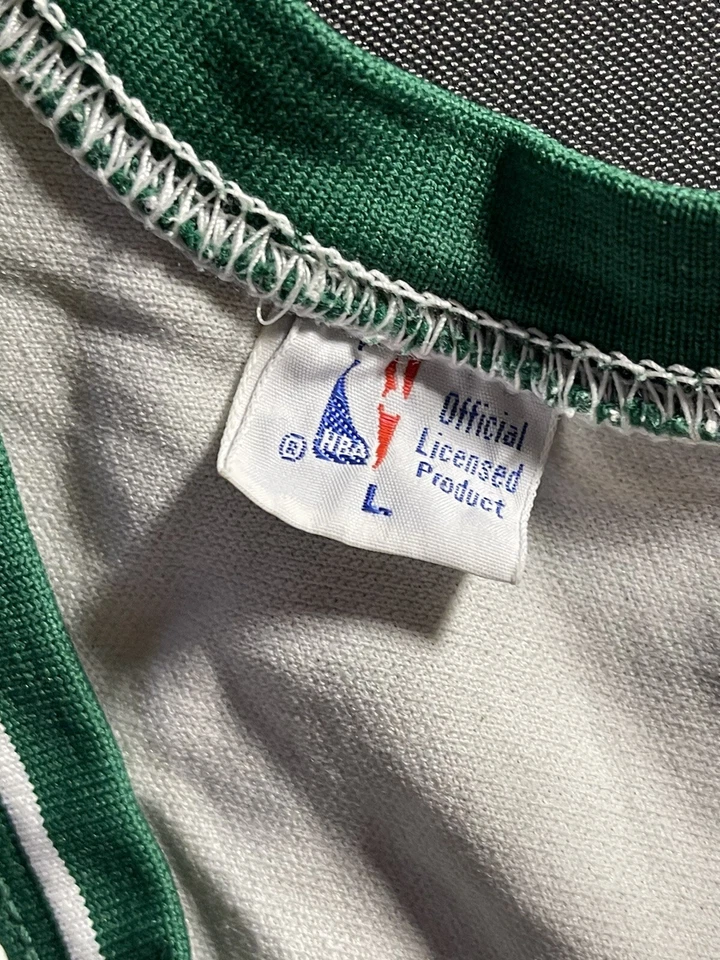 Official
Licensed
Product
® NBA
L